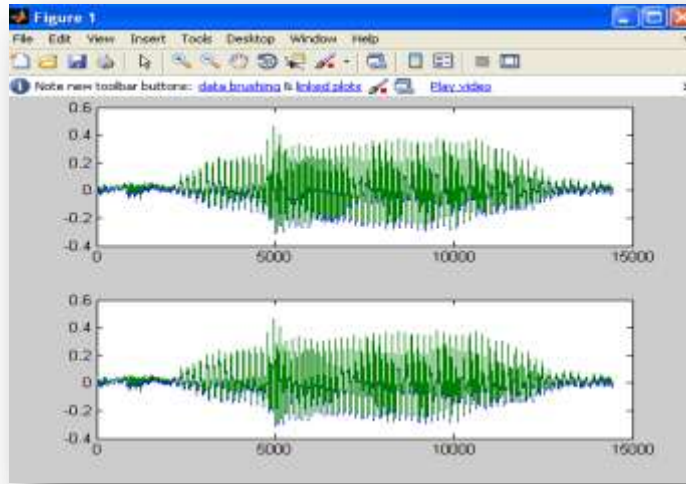 Figure 1
File Edit View Insert Tools Desktop Window Help
Note new toolbar buttons: data brushing & linked plots Play video
0.6
0.4
0.2
0
-0.2
-0.4
0 5000 10000 15000
0.6
0.4
0.2
0
-0.2
-0.4
0 5000 10000 15000